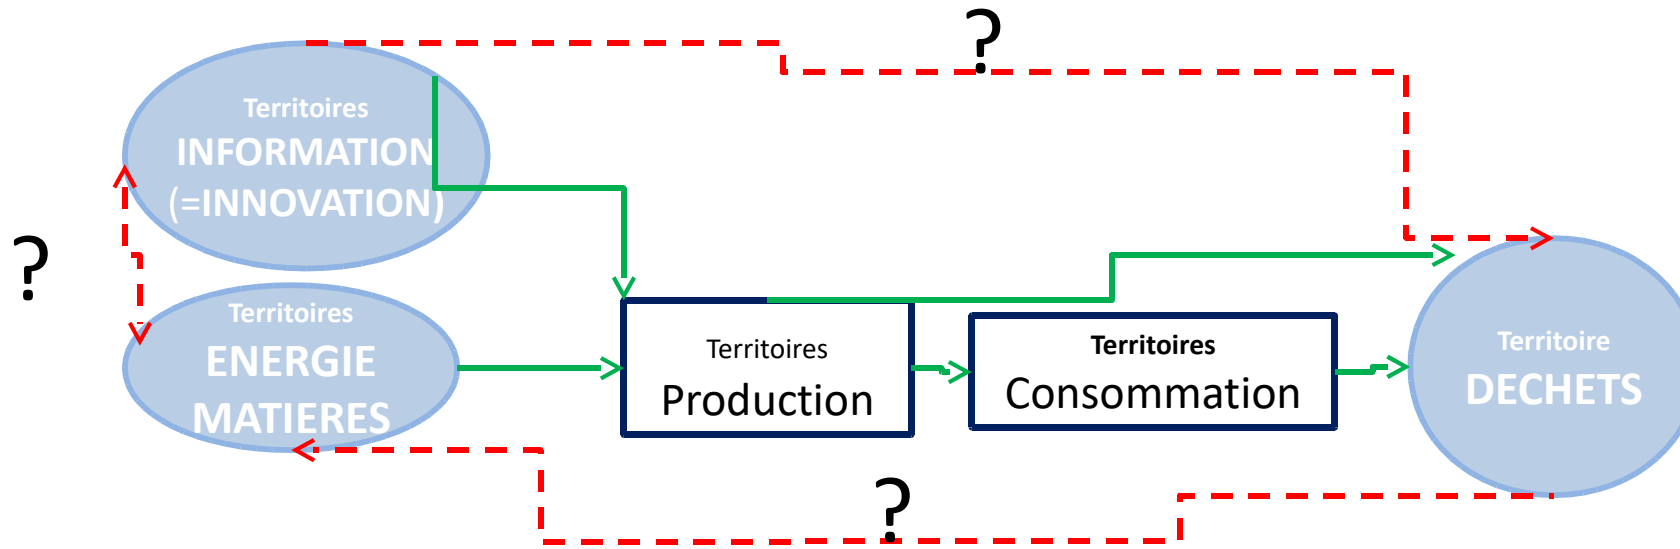 ?
Territoires
INFORMATION
(=INNOVATION)
?
Territoires
ENERGIE
MATIERES
Territoires
Production
Territoires
Consommation
Territoire
DECHETS
?